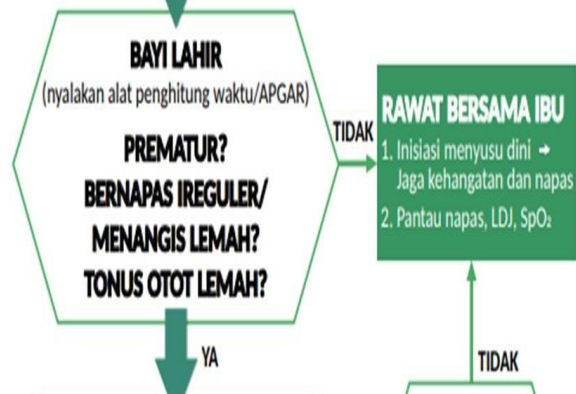 BAYI LAHIR
(nyalakan alat penghitung waktu/APGAR)
PREMATUR?
BERNAPAS IREGULER/
MENANGIS LEMAH?
TONUS OTOT LEMAH?
TIDAK
RAWAT BERSAMA IBU
1. Inisiasi menyusu dini →
Jaga kehangatan dan napas
2. Pantau napas, LDJ, SpO₂
YA
TIDAK